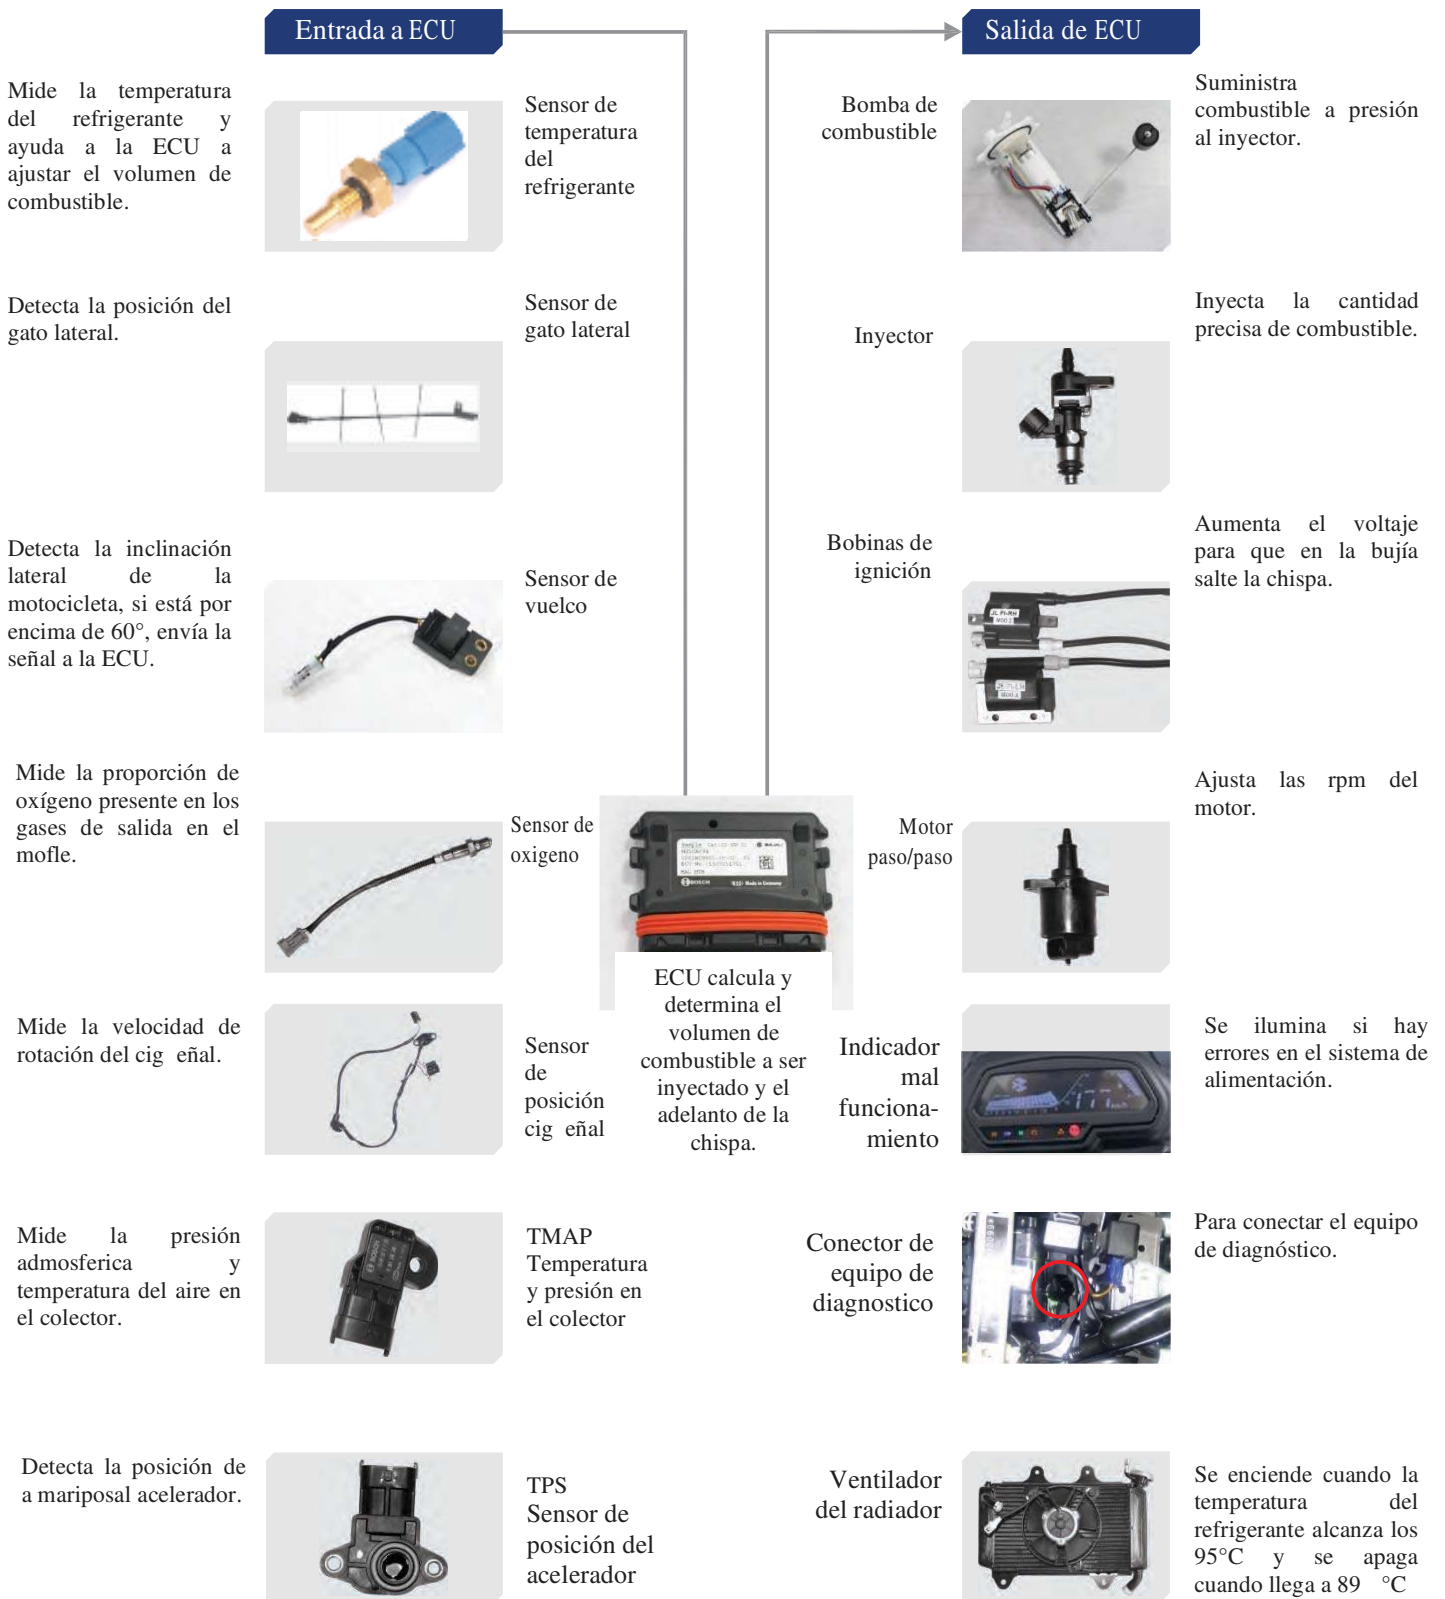 Entrada a ECU
Salida de ECU
Mide la temperatura
del refrigerante y
ayuda a la ECU a
ajustar el volumen de
combustible.
Sensor de
temperatura
del
refrigerante
Bomba de
combustible
Suministra
combustible a presión
al inyector.
Detecta la posición del
gato lateral.
Sensor de
gato lateral
Inyector
Inyecta la cantidad
precisa de combustible.
Detecta la inclinación
lateral de la
motocicleta, si está por
encima de 60°, envía la
señal a la ECU.
Sensor de
vuelco
Bobinas de
ignición
JL PI-RH
Aumenta el voltaje
para que en la bujía
salte la chispa.
Mide la proporción de
oxígeno presente en los
gases de salida en el
mofle.
Sensor de
oxigeno
BOSCH
Made in Germany
ECU calcula y
determina el
volumen de
combustible a ser
inyectado y el
adelanto de la
chispa.
Motor
paso/paso
Ajusta las rpm del
motor.
Mide la velocidad de
rotación del cig eñal.
Sensor
de
posición
cig eñal
Indicador
mal
funciona-
miento
Se ilumina si hay
errores en el sistema de
alimentación.
Mide la presión
admosferica y
temperatura del aire en
el colector.
TMAP
Temperatura
y presión en
el colector
Conector de
equipo de
diagnostico
Para conectar el equipo
de diagnóstico.
Detecta la posición de
a mariposal acelerador.
TPS
Sensor de
posición del
acelerador
Ventilador
del radiador
Se enciende cuando la
temperatura del
refrigerante alcanza los
95°C y se apaga
cuando llega a 89 °C